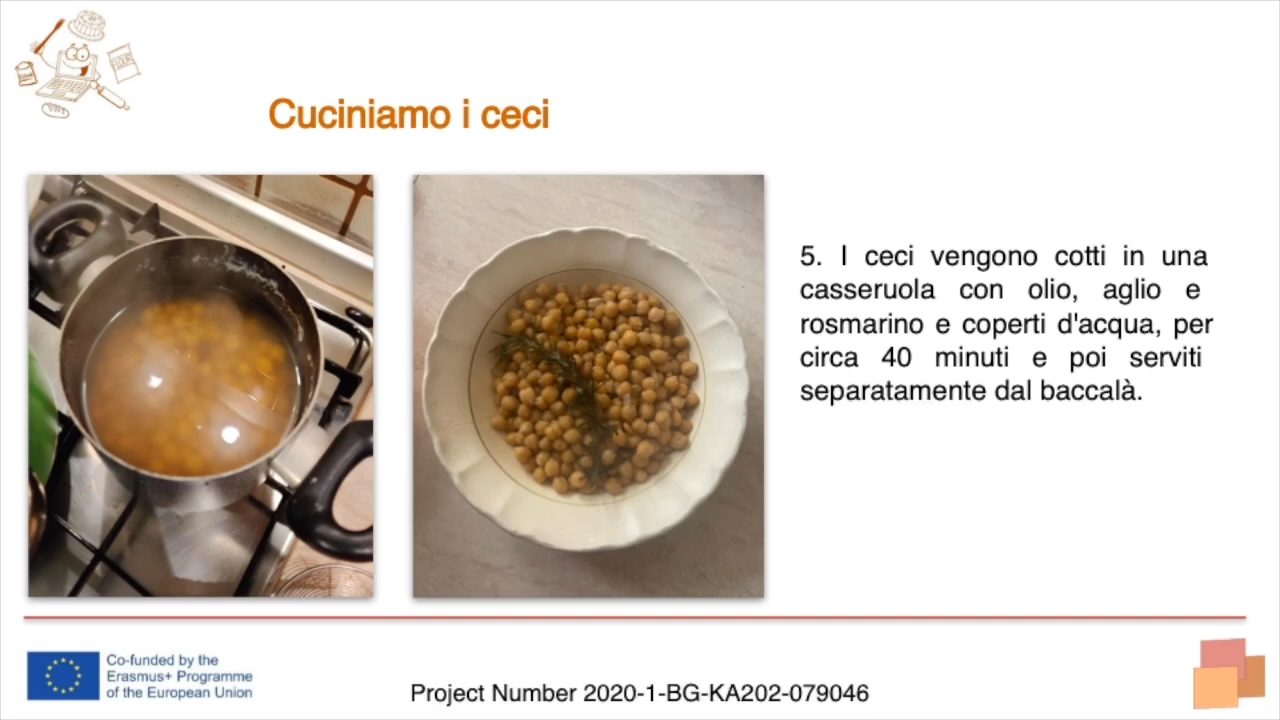 Cuciniamo i ceci
5. I ceci vengono cotti in una
casseruola con olio, aglio e
rosmarino e coperti d'acqua, per
circa 40 minuti e poi serviti
separatamente dal baccalà.
Co-funded by the
Erasmus+ Programme
of the European Union
Project Number 2020-1-BG-KA202-079046